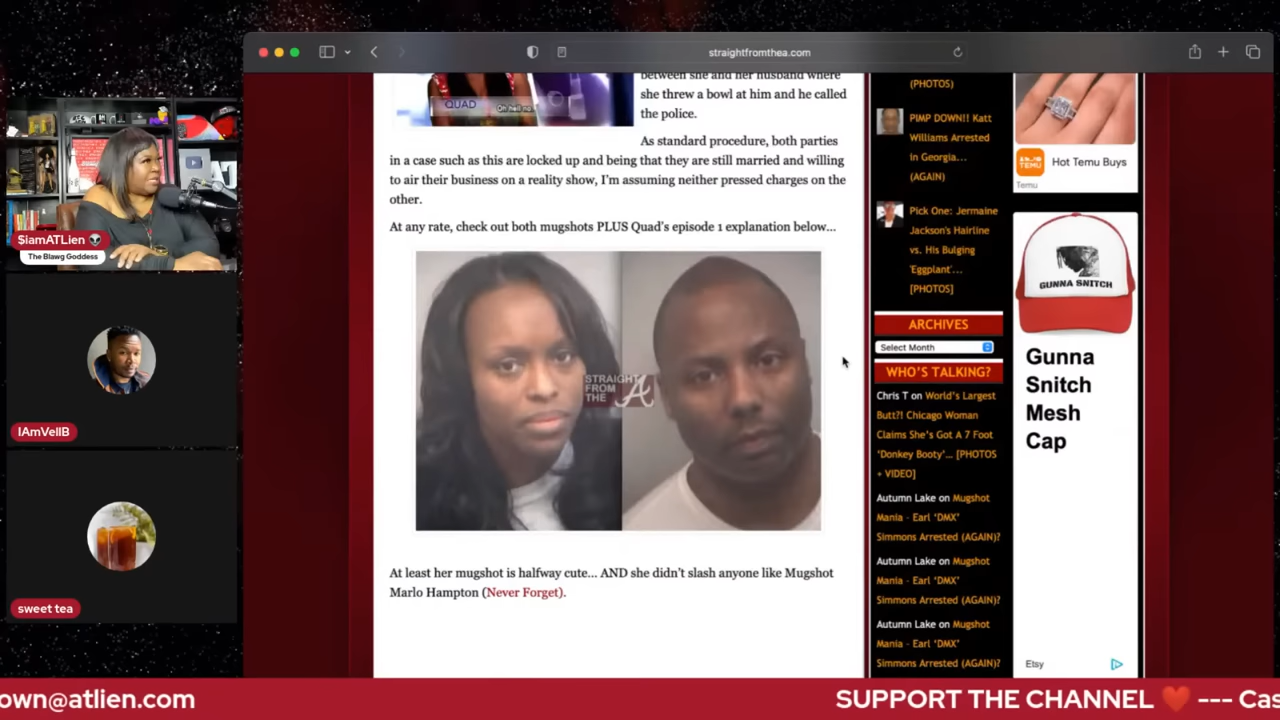 straightfromthea.com
$iamATLien 👽
The Blawg Goddess
IAmVellB
sweet tea
QUAD
Oh hell no
between she and her husband where
she threw a bowl at him and he called
the police.
As standard procedure, both parties
in a case such as this are locked up and being that they are still married and willing
to air their business on a reality show, I'm assuming neither pressed charges on the
other.
At any rate, check out both mugshots PLUS Quad's episode 1 explanation below...
STRAIGHT
FROM
THE A
At least her mugshot is halfway cute... AND she didn't slash anyone like Mugshot
Marlo Hampton (Never Forget).
(PHOTOS)
PIMP DOWN!! Katt
Williams Arrested
in Georgia...
(AGAIN)
Pick One: Jermaine
Jackson's Hairline
vs. His Bulging
'Eggplant'...
[PHOTOS]
ARCHIVES
Select Month
WHO'S TALKING?
Chris T on World's Largest
Butt?! Chicago Woman
Claims She's Got A 7 Foot
'Donkey Booty'... [PHOTOS
+ VIDEO]
Autumn Lake on Mugshot
Mania - Earl 'DMX'
Simmons Arrested (AGAIN)?
Autumn Lake on Mugshot
Mania - Earl 'DMX'
Simmons Arrested (AGAIN)?
Autumn Lake on Mugshot
Mania - Earl 'DMX'
Simmons Arrested (AGAIN)?
TEMU
Hot Temu Buys
Temu
GUNNA SNITCH
Gunna
Snitch
Mesh
Cap
Etsy
own@atlien.com
SUPPORT THE CHANNEL ❤️ --- Cas